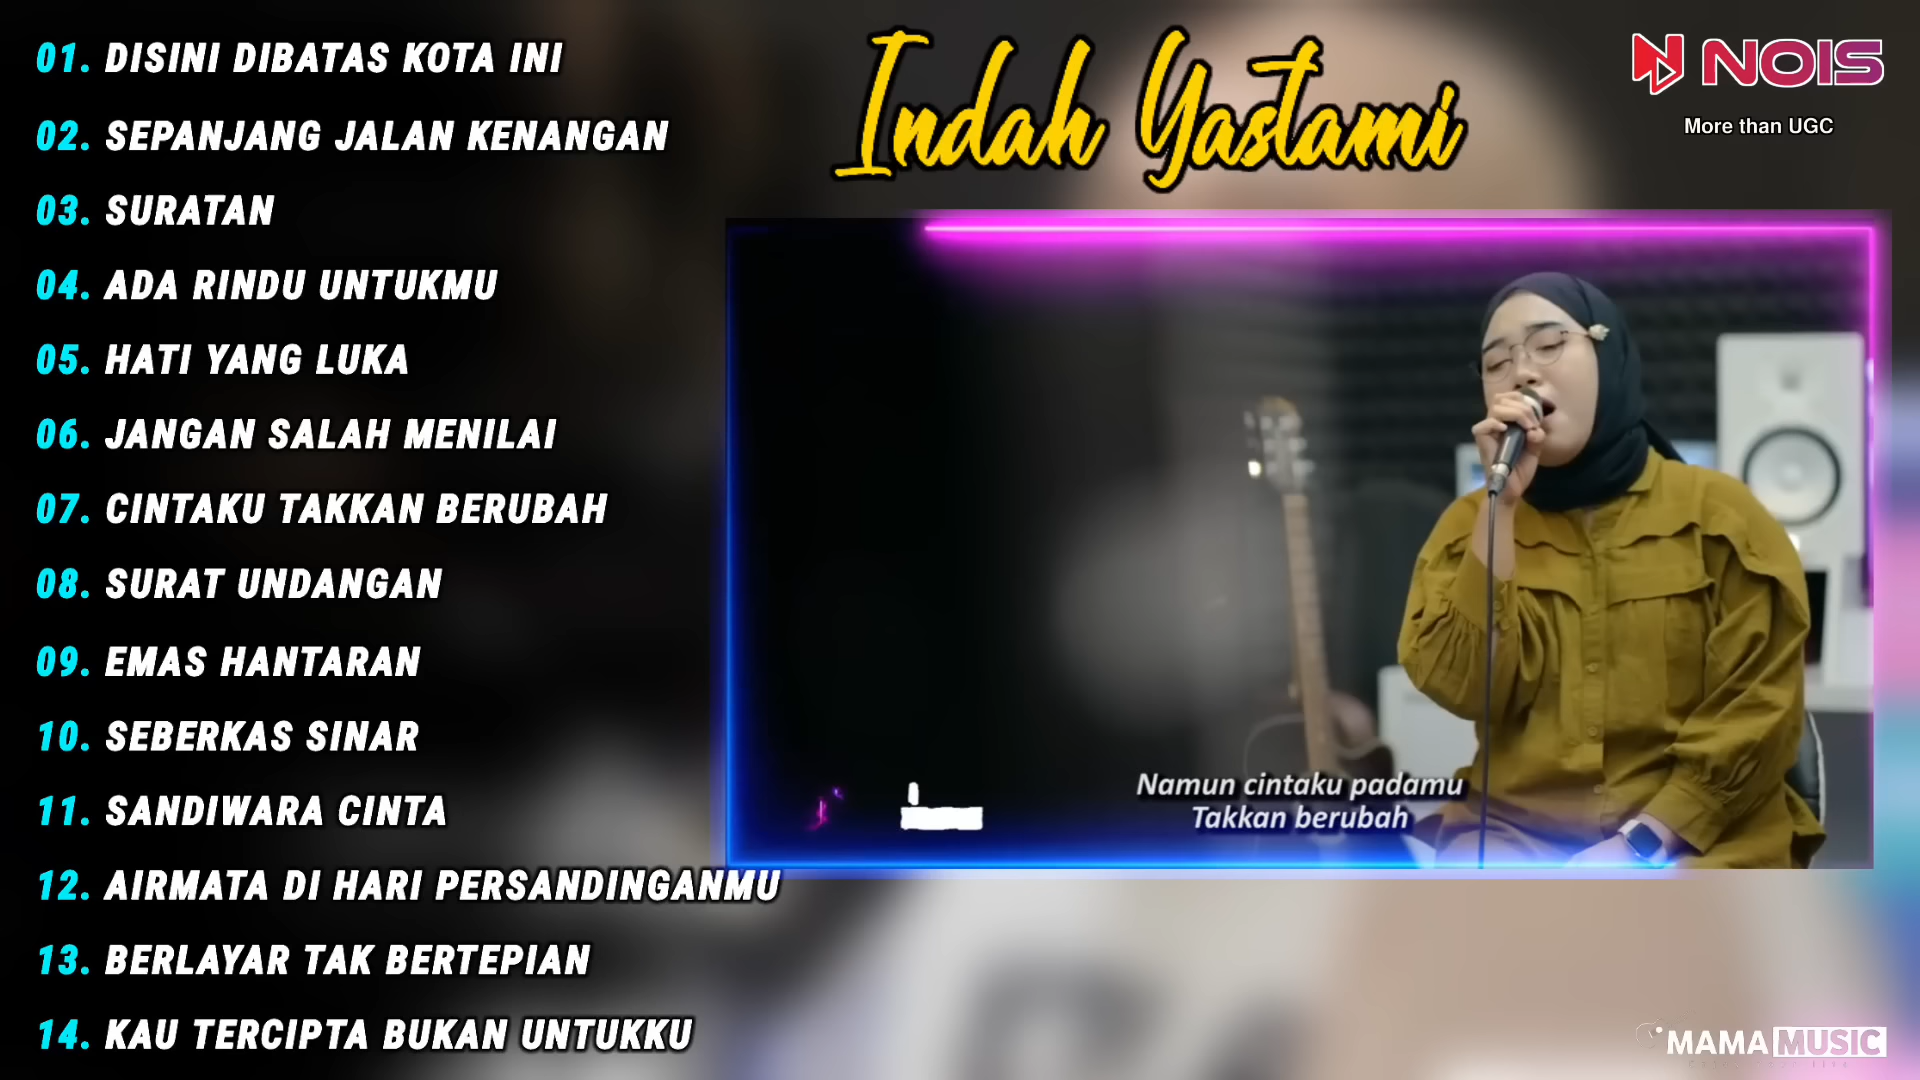 01. DISINI DIBATAS KOTA INI
02. SEPANJANG JALAN KENANGAN
03. SURATAN
04. ADA RINDU UNTUKMU
05. HATI YANG LUKA
06. JANGAN SALAH MENILAI
07. CINTAKU TAKKAN BERUBAH
08. SURAT UNDANGAN
09. EMAS HANTARAN
10. SEBERKAS SINAR
11. SANDIWARA CINTA
12. AIRMATA DI HARI PERSANDINGANMU
13. BERLAYAR TAK BERTEPIAN
14. KAU TERCIPTA BUKAN UNTUKKU
Indah Yastami
NOIS
More than UGC
Namun cintaku padamu
Takkan berubah
MAMA MUSIC